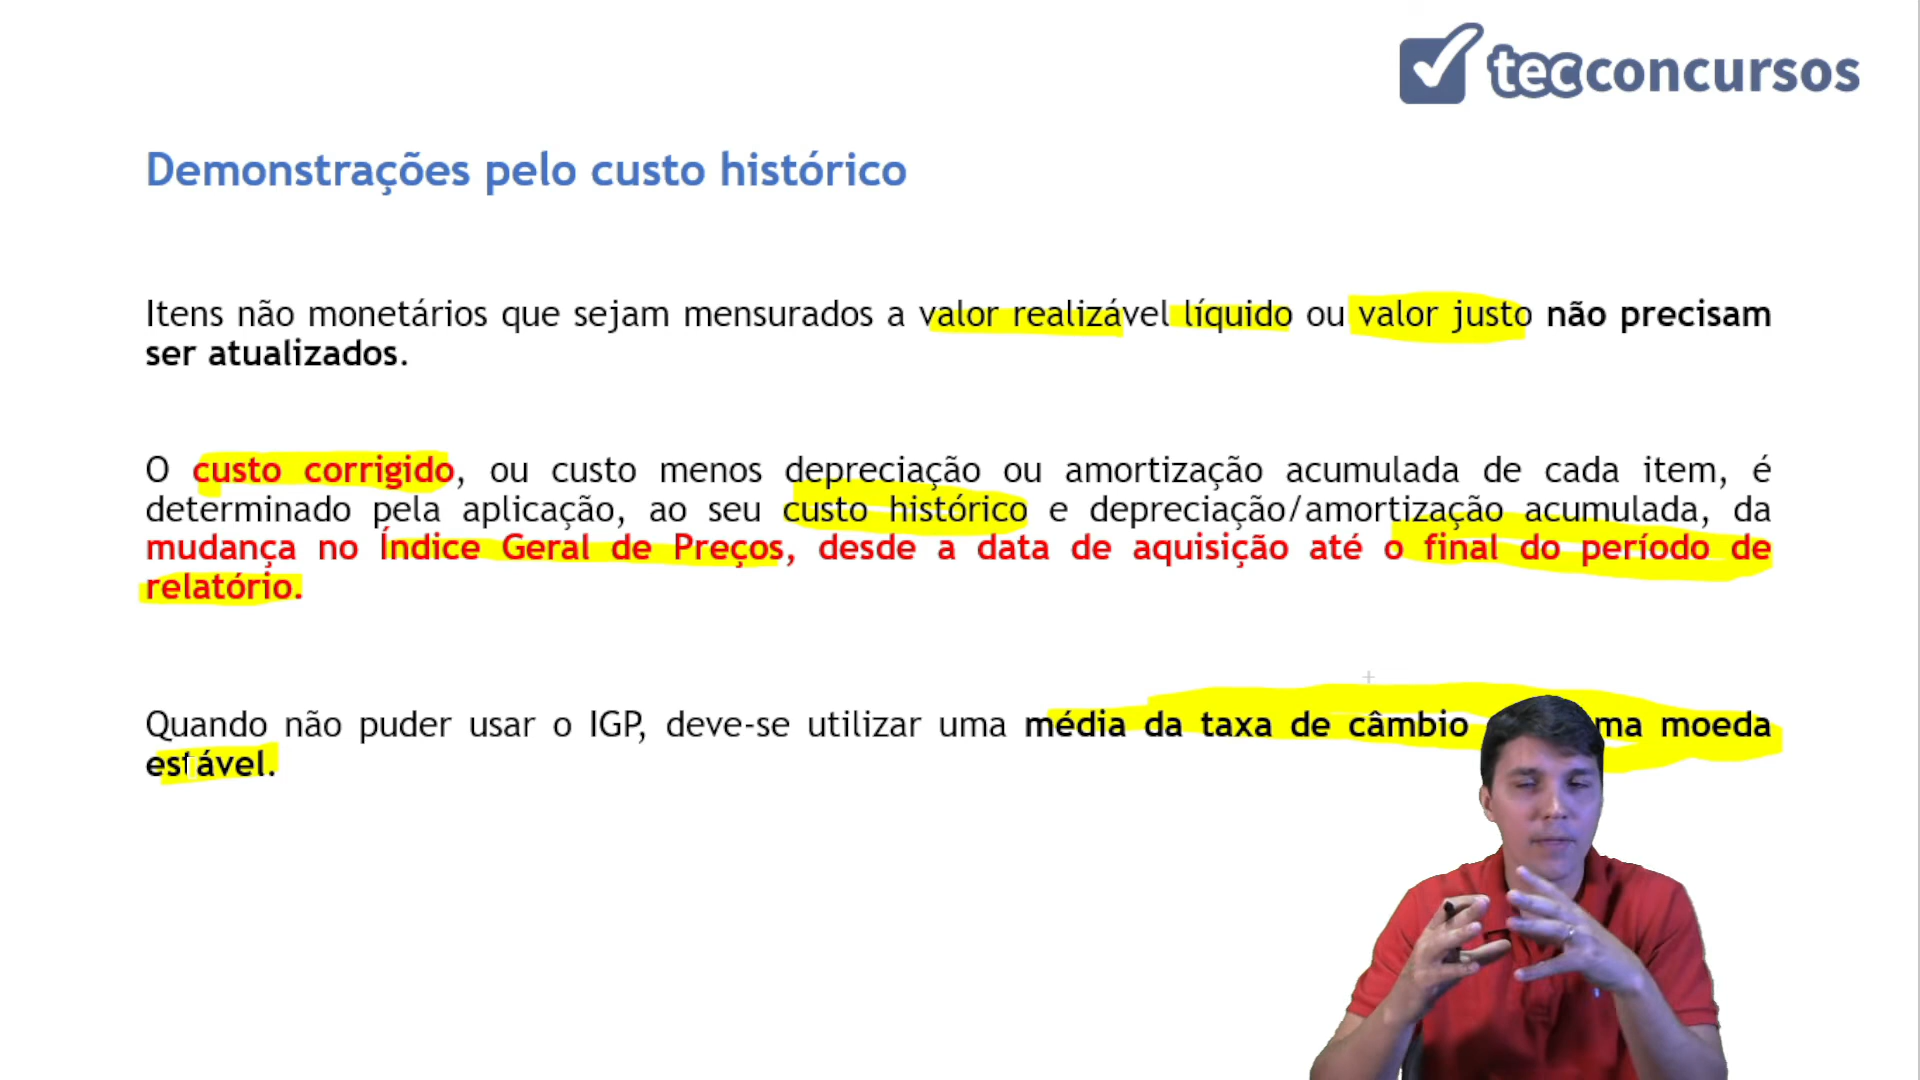 tecconcursos
Demonstrações pelo custo histórico
Itens não monetários que sejam mensurados a valor realizável líquido ou valor justo não precisam
ser atualizados.
O custo corrigido, ou custo menos depreciação ou amortização acumulada de cada item, é
determinado pela aplicação, ao seu custo histórico e depreciação/amortização acumulada, da
mudança no Índice Geral de Preços, desde a data de aquisição até o final do período de
relatório.
Quando não puder usar o IGP, deve-se utilizar uma média da taxa de câmbio moeda
estável.